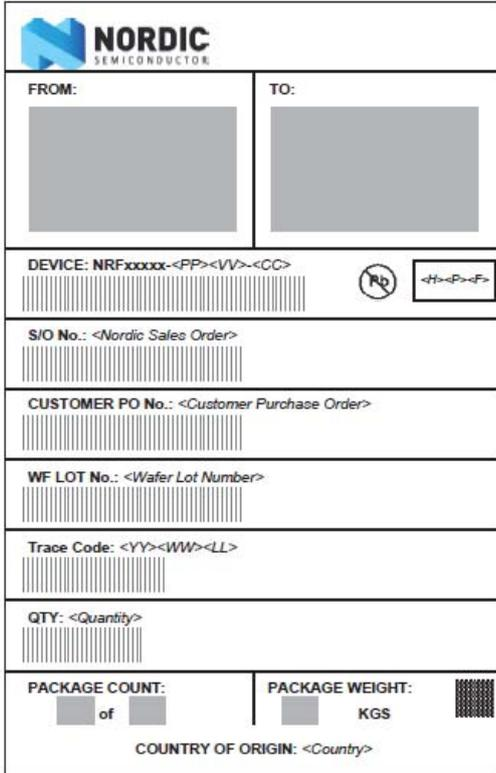 NORDIC
SEMICONDUCTOR
FROM:
TO:
DEVICE: NRFxxxxx-<PP><VV>-<CC>
Pb
<H><P><F>
S/O No.: <Nordic Sales Order>
CUSTOMER PO No.: <Customer Purchase Order>
WF LOT No.: <Wafer Lot Number>
Trace Code: <YY><WW><LL>
QTY: <Quantity>
PACKAGE COUNT:
of
PACKAGE WEIGHT:
KGS
COUNTRY OF ORIGIN: <Country>